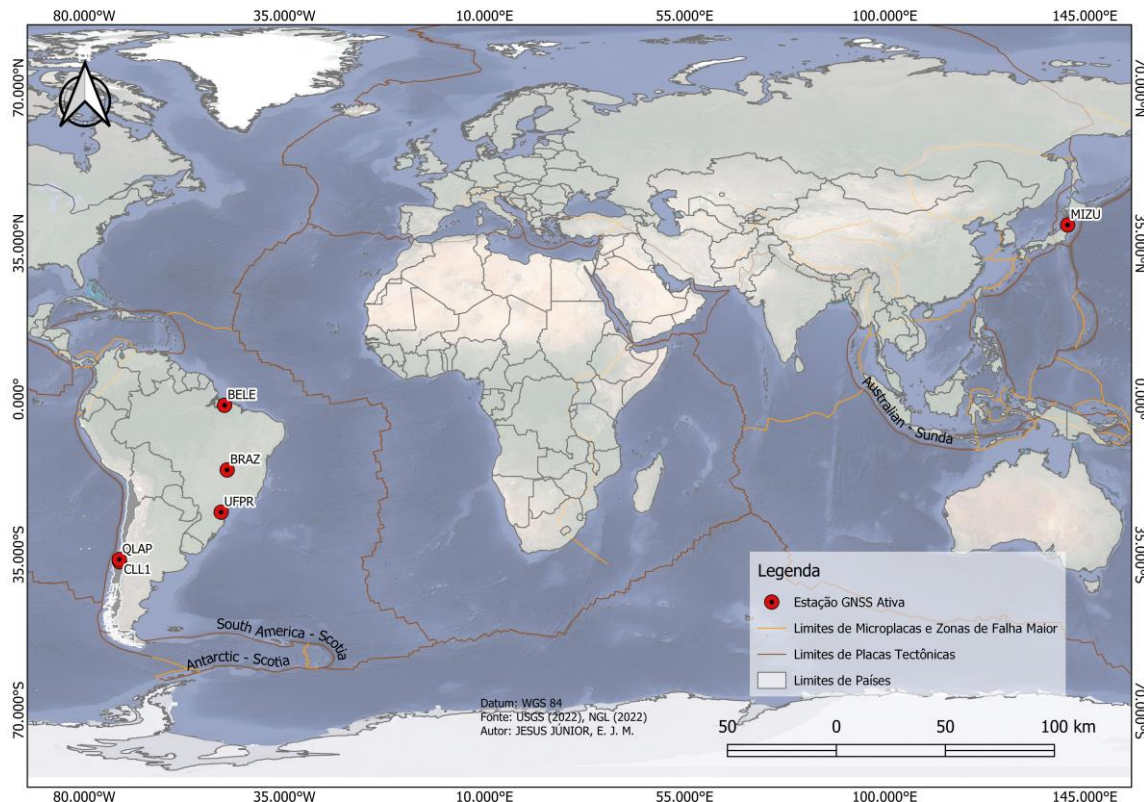 80.000°W 35.000°W 10.000°E 55.000°E 100.000°E 145.000°E
70.000°N
70.000°N
35.000°N
35.000°N
0.000°
0.000°
35.000°S
35.000°S
70.000°S
70.000°S
MIZU
BELE
BRAZ
UFPR
QLAP
CLL1
Australian - Sunda
South America - Scotia
Antarctic - Scotia
Legenda
Estação GNSS Ativa
Limites de Microplacas e Zonas de Falha Maior
Limites de Placas Tectônicas
Limites de Países
Datum: WGS 84
Fonte: USGS (2022), NGL (2022)
Autor: JESUS JÚNIOR, E. J. M.
50 0 50 100 km
80.000°W 35.000°W 10.000°E 55.000°E 100.000°E 145.000°E